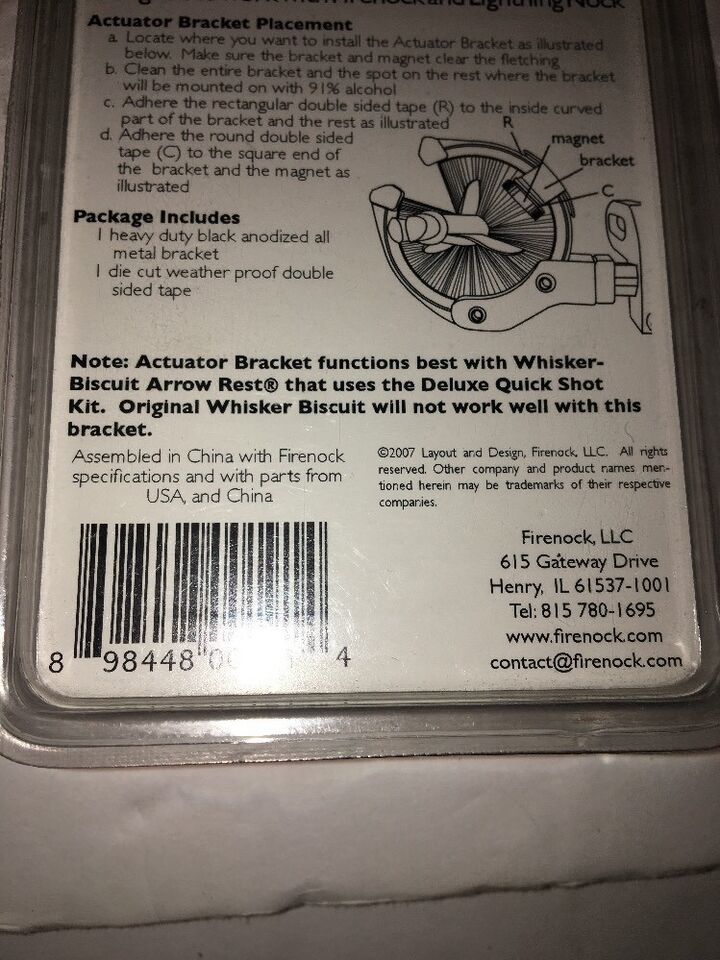 and Lightning Nock
Actuator Bracket Placement
a. Locate where you want to install the Actuator Bracket as illustrated
below. Make sure the bracket and magnet clear the fletching
b. Clean the entire bracket and the spot on the rest where the bracket
will be mounted on with 91% alcohol
c. Adhere the rectangular double sided tape (R) to the inside curved
part of the bracket and the rest as illustrated
d. Adhere the round double sided
tape (C) to the square end of
the bracket and the magnet as
illustrated
R
magnet
bracket
C
Package Includes
1 heavy duty black anodized all
metal bracket
1 die cut weather proof double
sided tape
Note: Actuator Bracket functions best with Whisker-
Biscuit Arrow Rest® that uses the Deluxe Quick Shot
Kit. Original Whisker Biscuit will not work well with this
bracket.
Assembled in China with Firenock
specifications and with parts from
USA, and China
©2007 Layout and Design, Firenock, LLC. All rights
reserved. Other company and product names men-
tioned herein may be trademarks of their respective
companies.
Firenock, LLC
615 Gateway Drive
Henry, IL 61537-1001
Tel: 815 780-1695
www.firenock.com
contact@firenock.com
8 98448 4